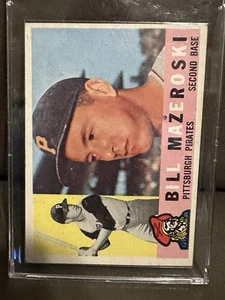 BILL MAZEROSKI
PITTSBURGH PIRATES
SECOND BASE
P